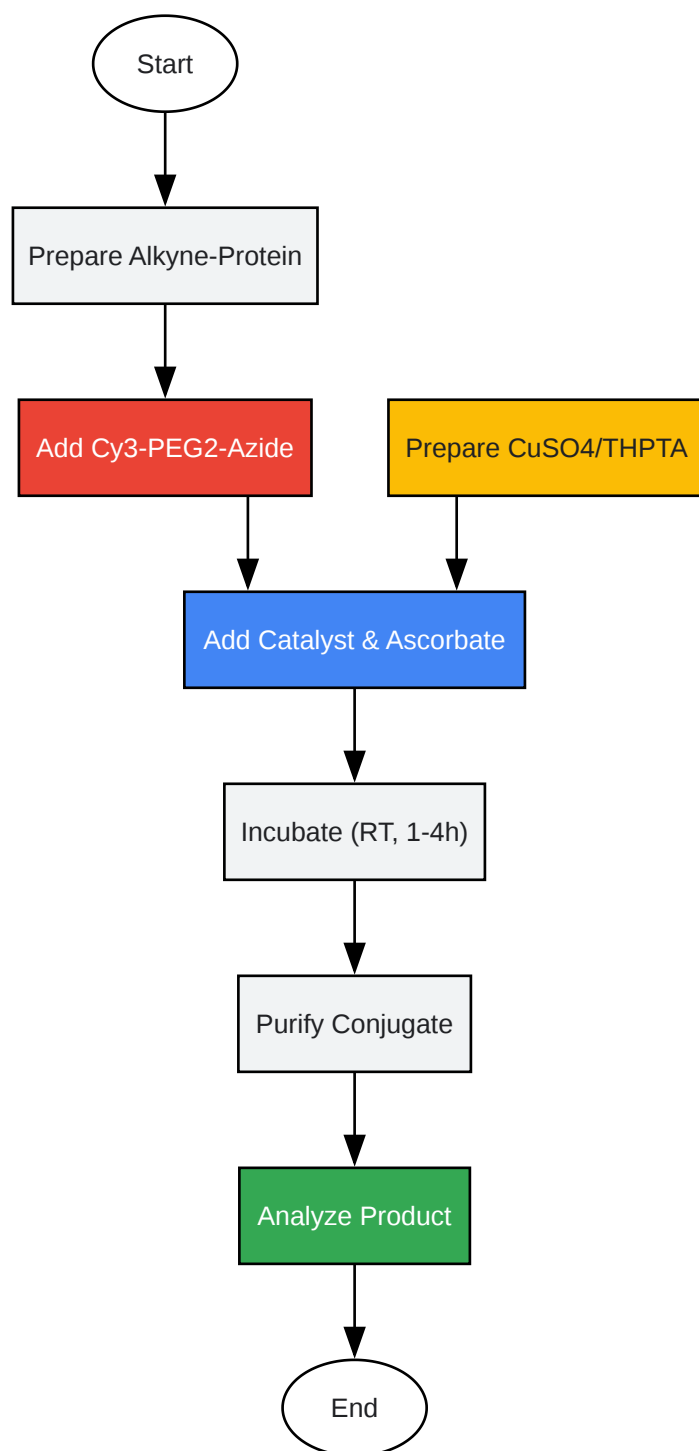 Start
Prepare Alkyne-Protein
Add Cy3-PEG2-Azide
Prepare CuSO4/THPTA
Add Catalyst & Ascorbate
Incubate (RT, 1-4h)
Purify Conjugate
Analyze Product
End